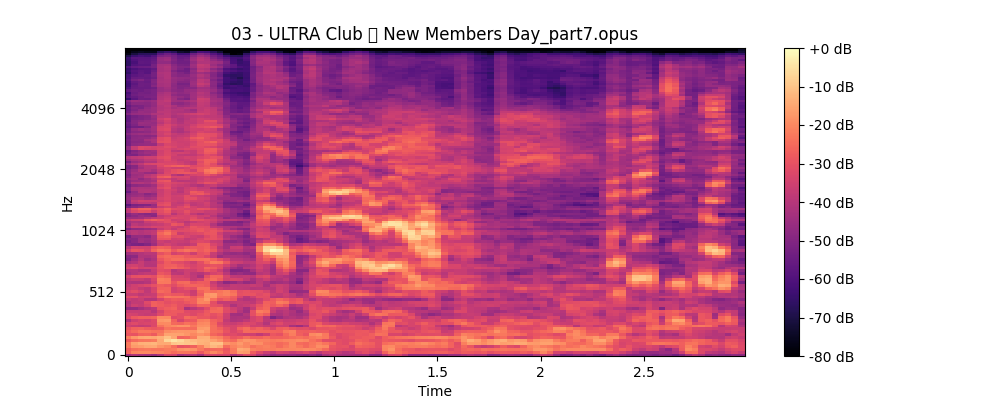 03 - ULTRA Club ▯ New Members Day_part7.opus
Hz
4096
2048
1024
512
0
0
0.5
1
1.5
2
2.5
Time
+0 dB
-10 dB
-20 dB
-30 dB
-40 dB
-50 dB
-60 dB
-70 dB
-80 dB